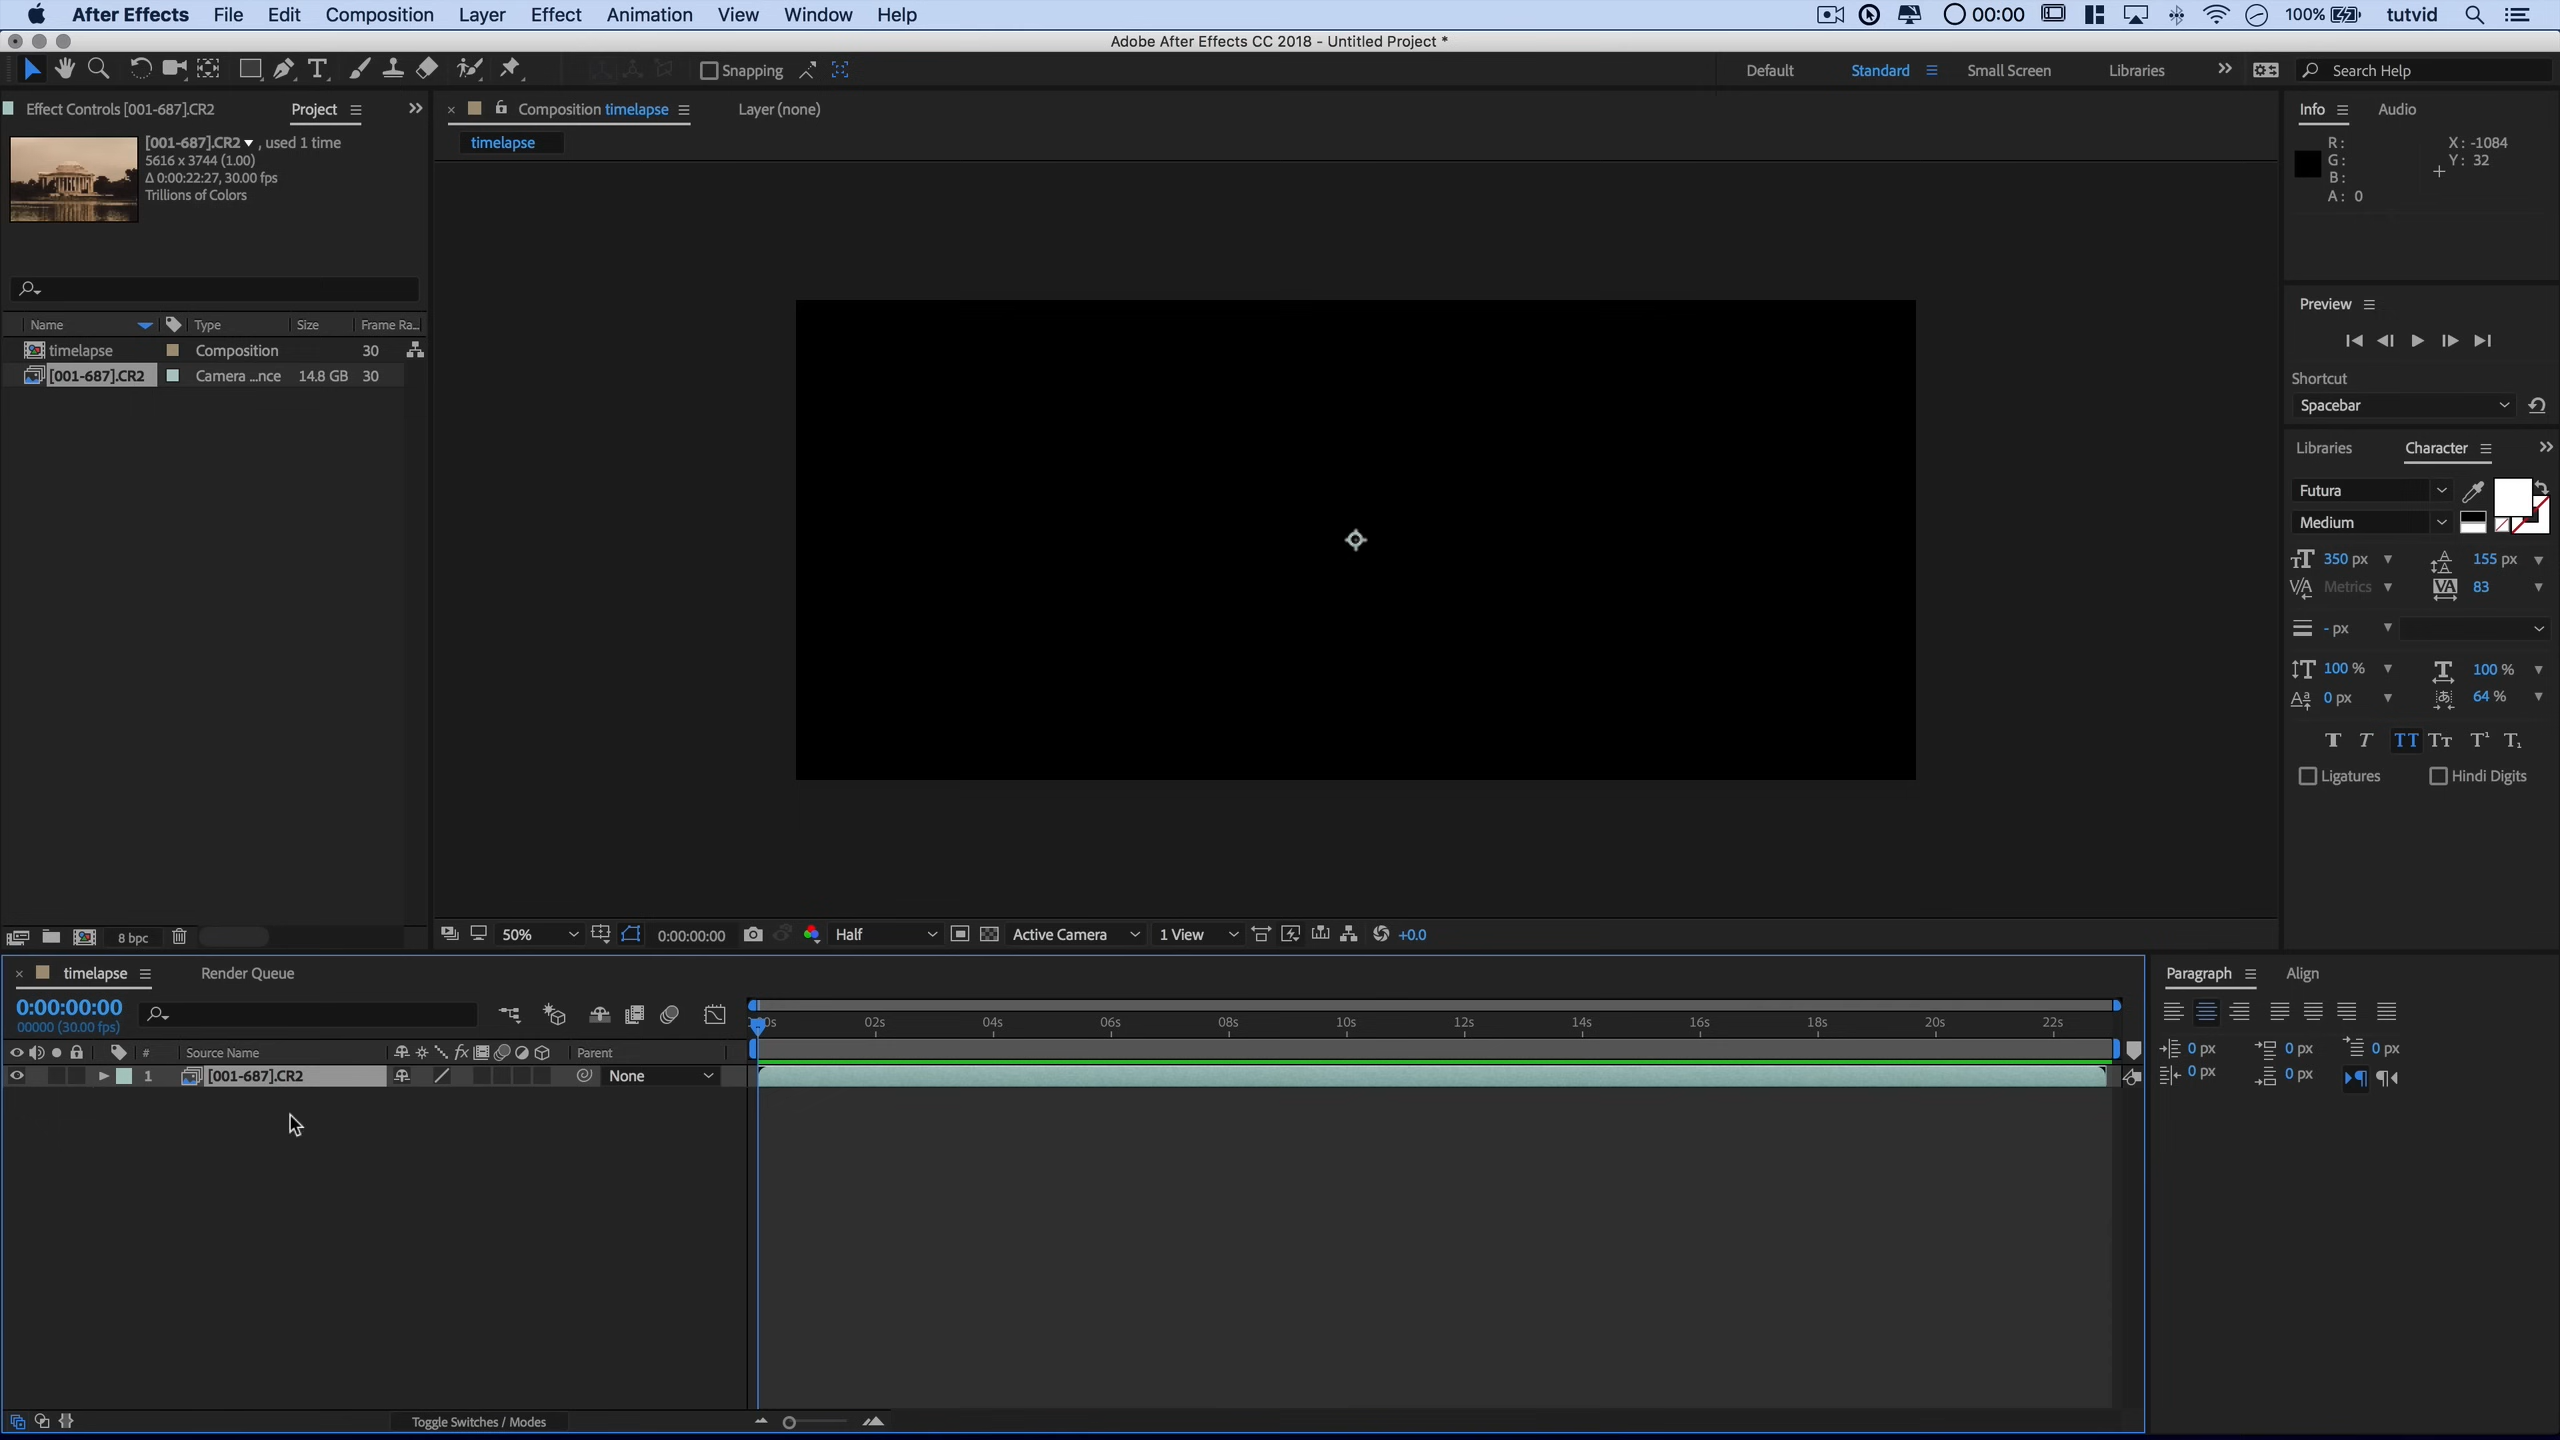 After Effects File Edit Composition Layer Effect Animation View Window Help 00:00 100% tutvid
Adobe After Effects CC 2018 - Untitled Project *
Snapping Default Standard Small Screen Libraries Search Help
Effect Controls [001-687].CR2 Project
Composition timelapse Layer (none)
timelapse
[001-687].CR2 , used 1 time
5616 x 3744 (1.00)
Δ 0:00:22:27, 30.00 fps
Trillions of Colors
Name Type Size Frame Ra...
timelapse Composition 30
[001-687].CR2 Camera ...nce 14.8 GB 30
8 bpc
50% 0:00:00:00 Half Active Camera 1 View +0.0
Info Audio
R: X: -1084
G: Y: 32
B:
A: 0
Preview
Shortcut
Spacebar
Libraries Character
Futura
Medium
350 px 155 px
Metrics 83
- px
100 % 100 %
0 px 64 %
Ligatures Hindi Digits
timelapse Render Queue
0:00:00:00
00000 (30.00 fps)
02s 04s 06s 08s 10s 12s 14s 16s 18s 20s 22s
# Source Name Parent
1 [001-687].CR2 None
Toggle Switches / Modes
Paragraph Align
0 px 0 px 0 px
0 px 0 px